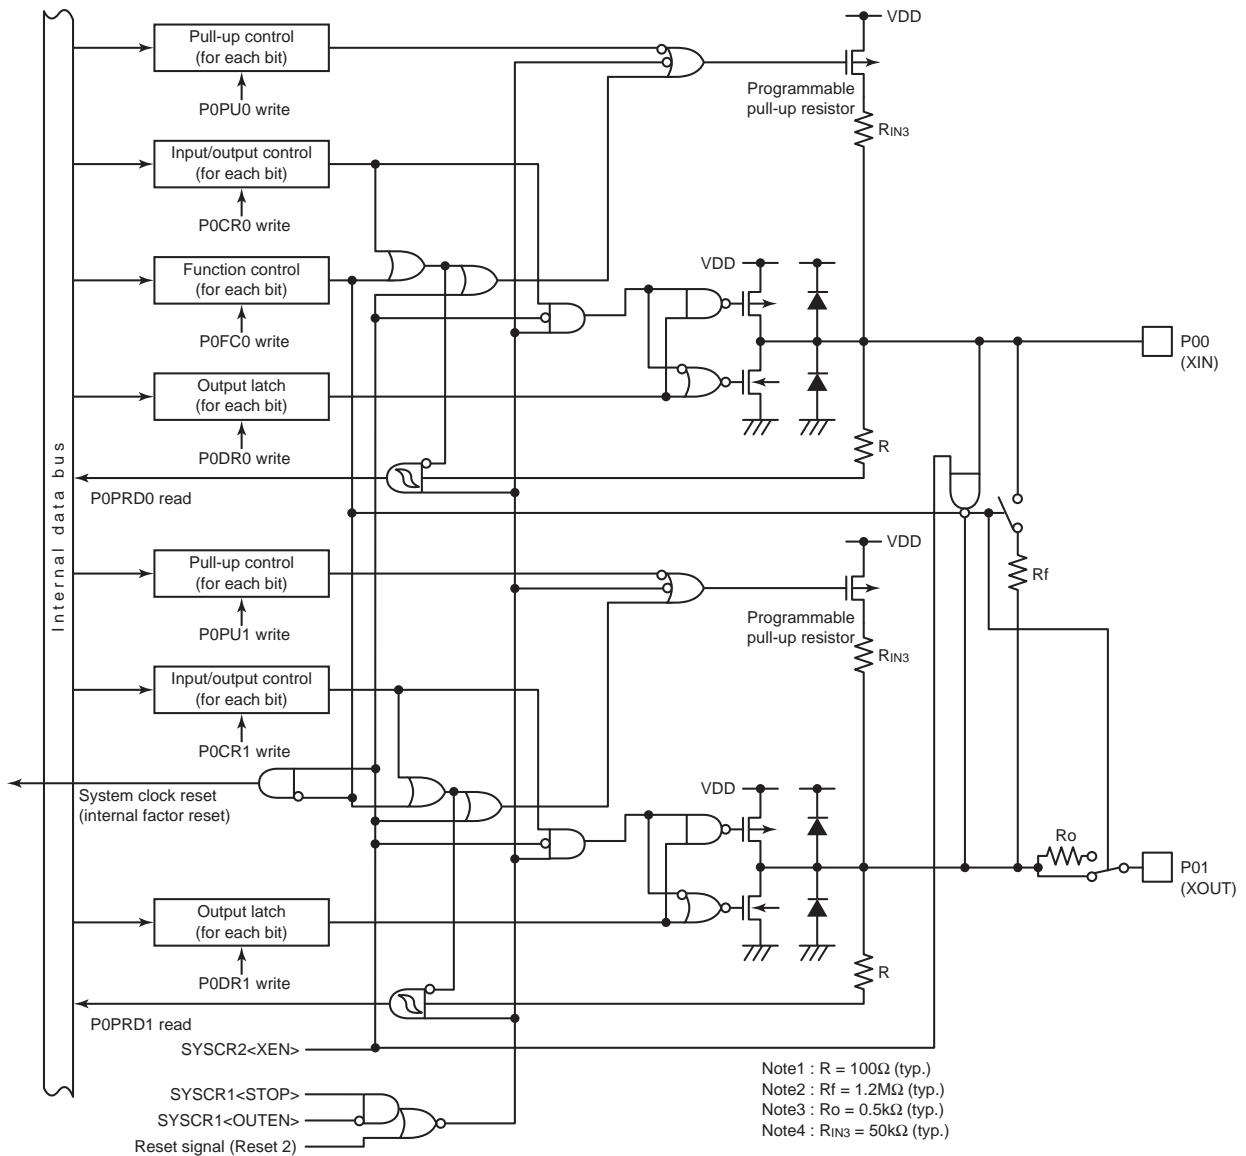 VDD
Pull-up control
(for each bit)
P0PU0 write
Programmable
pull-up resistor
RIN3
Input/output control
(for each bit)
P0CR0 write
Function control
(for each bit)
P0FC0 write
VDD
P00
(XIN)
Output latch
(for each bit)
P0DR0 write
R
P0PRD0 read
Internal data bus
VDD
Pull-up control
(for each bit)
P0PU1 write
Rf
Programmable
pull-up resistor
RIN3
Input/output control
(for each bit)
P0CR1 write
System clock reset
(internal factor reset)
VDD
Ro
P01
(XOUT)
Output latch
(for each bit)
P0DR1 write
R
P0PRD1 read
SYSCR2<XEN>
SYSCR1<STOP>
SYSCR1<OUTEN>
Reset signal (Reset 2)
Note1 : R = 100Ω (typ.)
Note2 : Rf = 1.2MΩ (typ.)
Note3 : Ro = 0.5kΩ (typ.)
Note4 : RIN3 = 50kΩ (typ.)